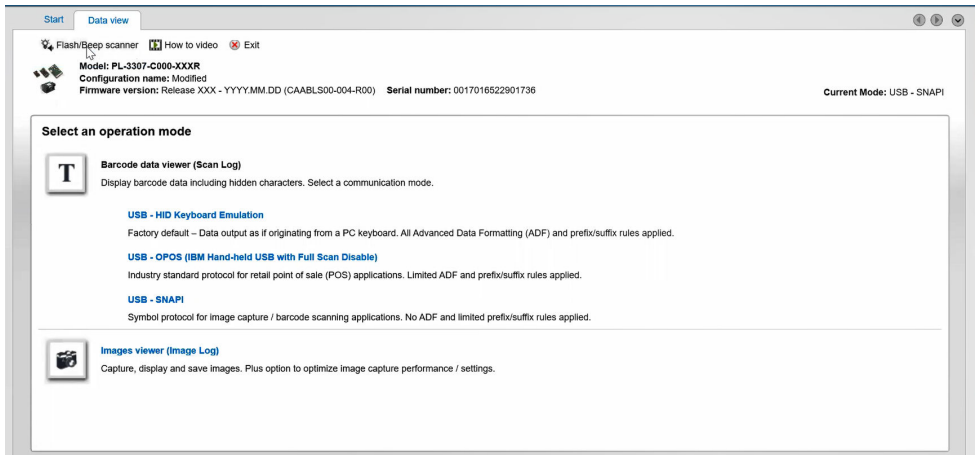 Start Data view
Flash/Beep scanner How to video Exit
Model: PL-3307-C000-XXXR
Configuration name: Modified
Firmware version: Release XXX - YYYY.MM.DD (CAABLS00-004-R00) Serial number: 0017016522901736
Current Mode: USB - SNAPI
Select an operation mode
T
Barcode data viewer (Scan Log)
Display barcode data including hidden characters. Select a communication mode.
USB - HID Keyboard Emulation
Factory default – Data output as if originating from a PC keyboard. All Advanced Data Formatting (ADF) and prefix/suffix rules applied.
USB - OPOS (IBM Hand-held USB with Full Scan Disable)
Industry standard protocol for retail point of sale (POS) applications. Limited ADF and prefix/suffix rules applied.
USB - SNAPI
Symbol protocol for image capture / barcode scanning applications. No ADF and limited prefix/suffix rules applied.
Images viewer (Image Log)
Capture, display and save images. Plus option to optimize image capture performance / settings.